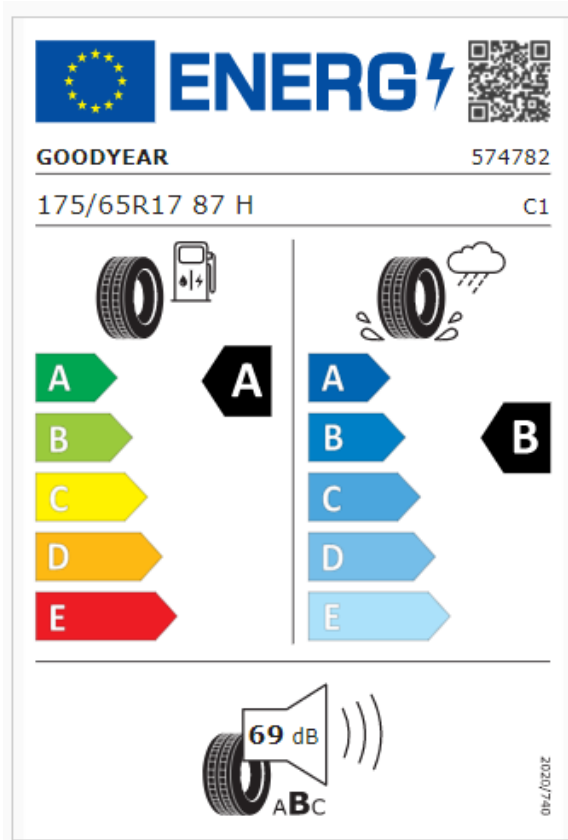 ENERG
GOODYEAR 574782
175/65R17 87 H C1
A A A
B B B
C C
D D
E E
69 dB
ABC
2020/740